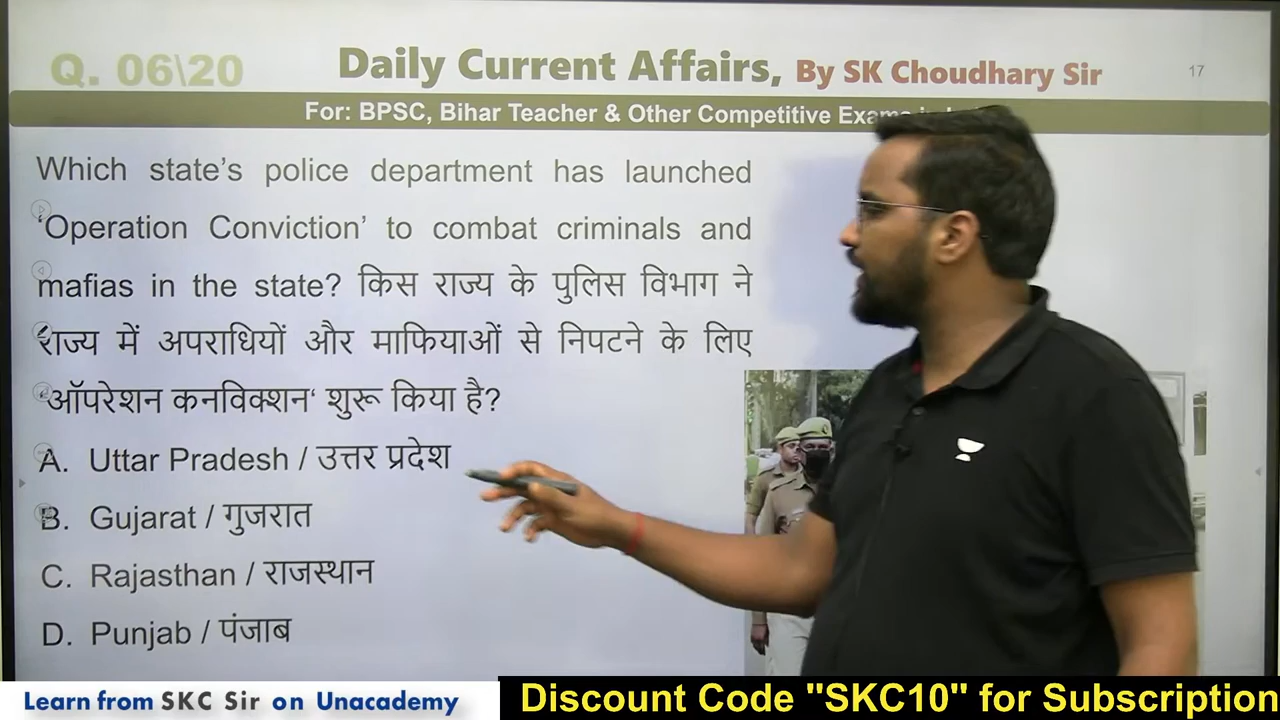 Q. 06\20
Daily Current Affairs, By SK Choudhary Sir
17
For: BPSC, Bihar Teacher & Other Competitive Exams
Which state's police department has launched
‘Operation Conviction’ to combat criminals and
mafias in the state? किस राज्य के पुलिस विभाग ने
राज्य में अपराधियों और माफियाओं से निपटने के लिए
‘ऑपरेशन कनविक्शन‘ शुरू किया है?
A. Uttar Pradesh / उत्तर प्रदेश
B. Gujarat / गुजरात
C. Rajasthan / राजस्थान
D. Punjab / पंजाब
Learn from SKC Sir on Unacademy
Discount Code "SKC10" for Subscription